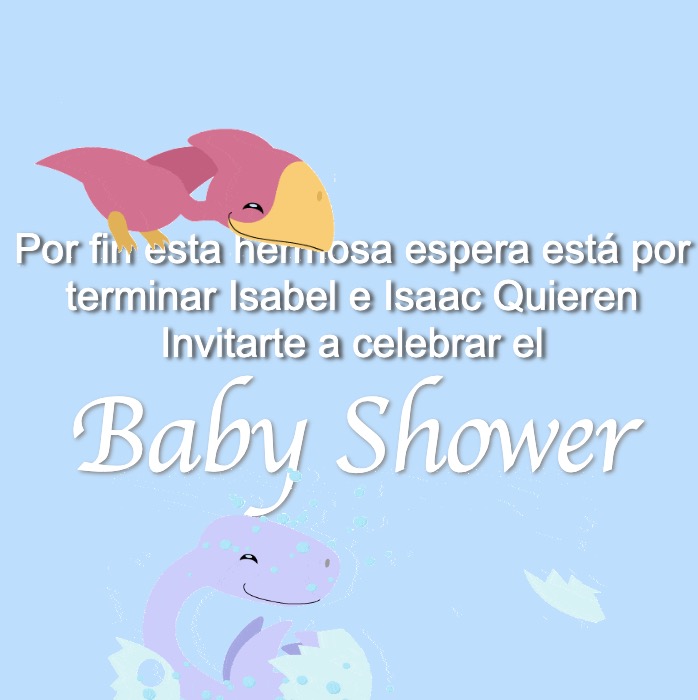 Por fin esta hermosa espera está por
terminar Isabel e Isaac Quieren
Invitarte a celebrar el
Baby Shower